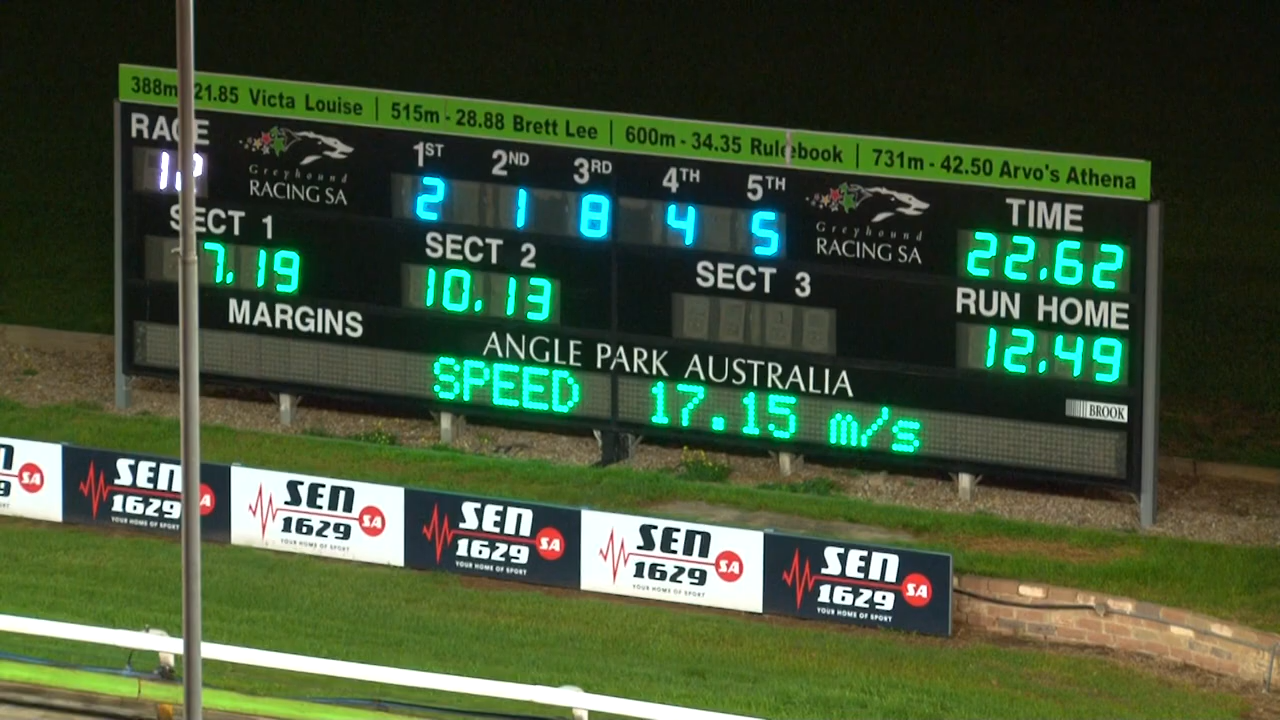 388m 21.85 Victa Louise | 515m - 28.88 Brett Lee | 600m - 34.35 Rulebook | 731m - 42.50 Arvo's Athena
RACE
1ST 2ND 3RD 4TH 5TH
2 1 8 4 5
Greyhound
RACING SA
Greyhound
RACING SA
TIME
22.62
SECT 1
7.19
SECT 2
10.13
SECT 3
RUN HOME
12.49
MARGINS
ANGLE PARK AUSTRALIA
SPEED 17.15 m/s
BROOK
SA
SEN
1629
YOUR HOME OF SPORT
SEN
1629 SA
YOUR HOME OF SPORT
SEN
1629 SA
YOUR HOME OF SPORT
SEN
1629 SA
YOUR HOME OF SPORT
SEN
1629 SA
YOUR HOME OF SPORT